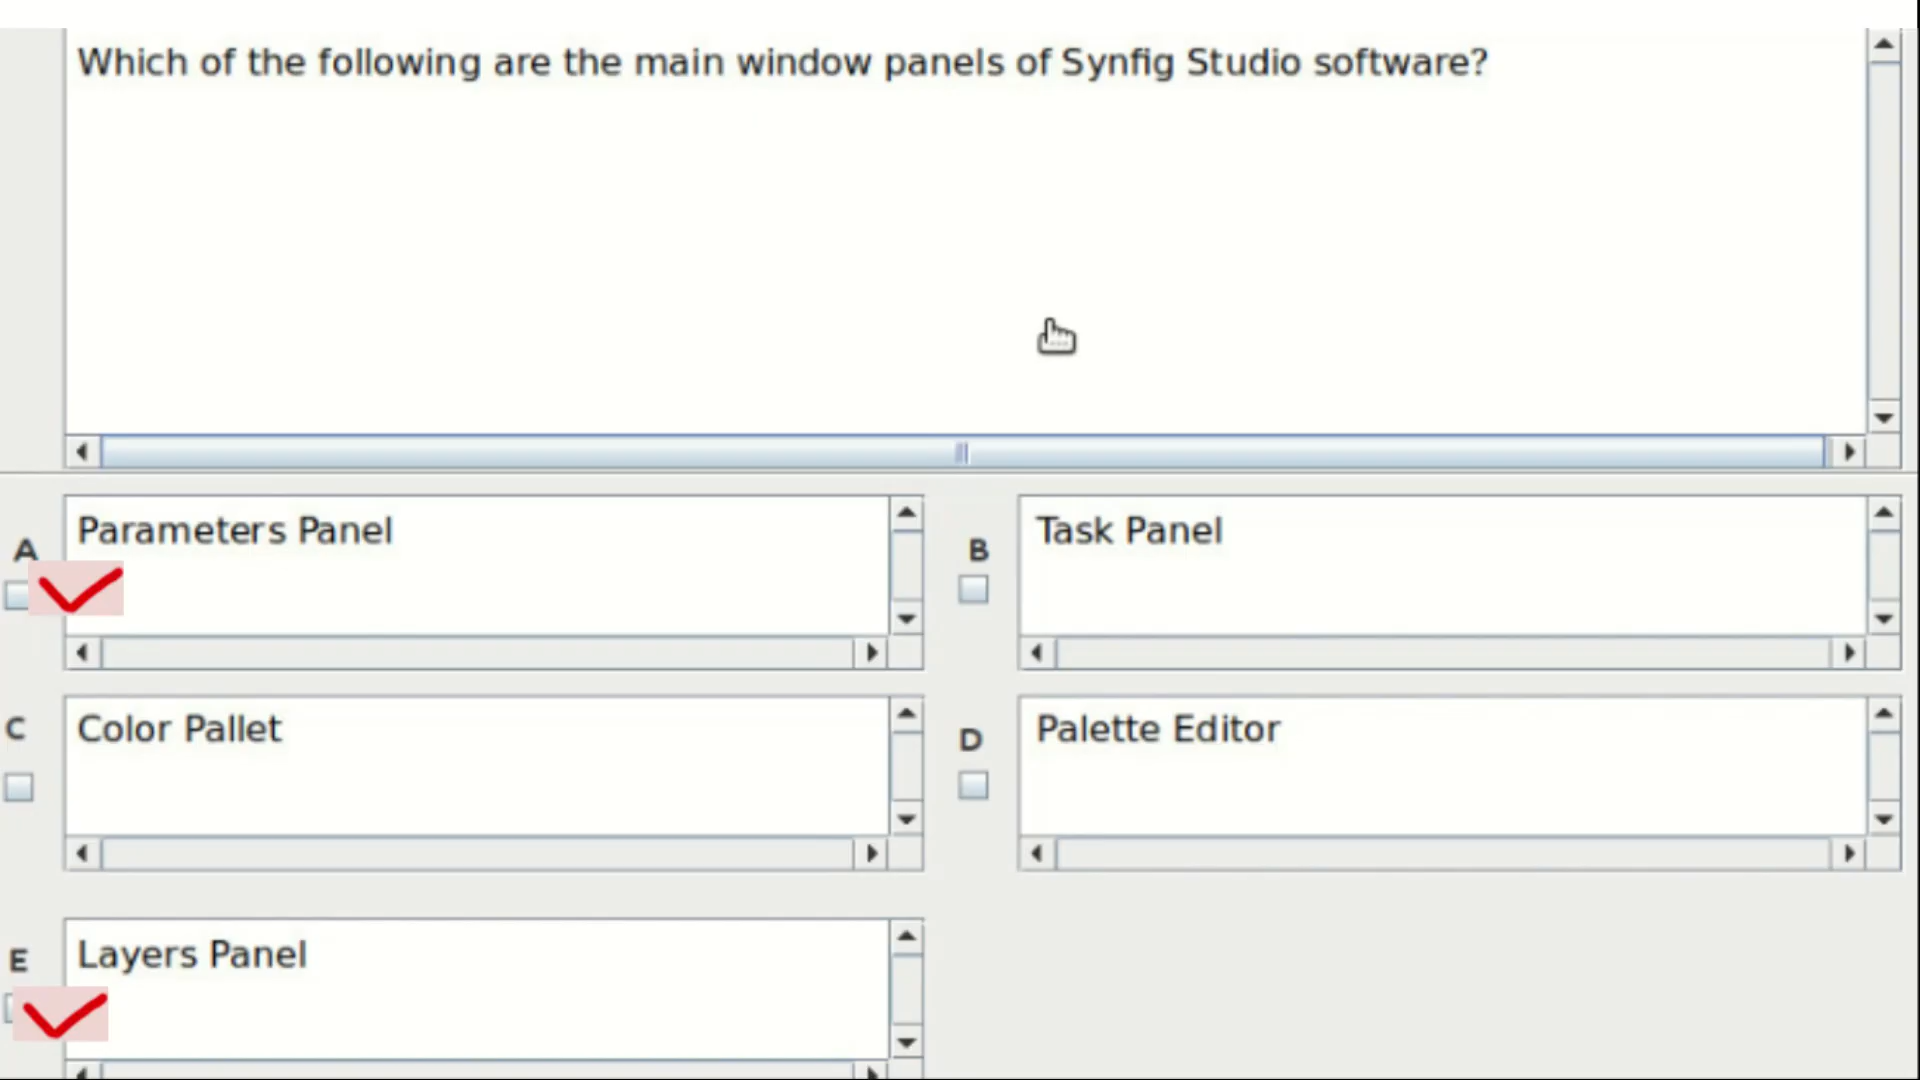 Which of the following are the main window panels of Synfig Studio software?
A
Parameters Panel
B
Task Panel
C
Color Pallet
D
Palette Editor
E
Layers Panel